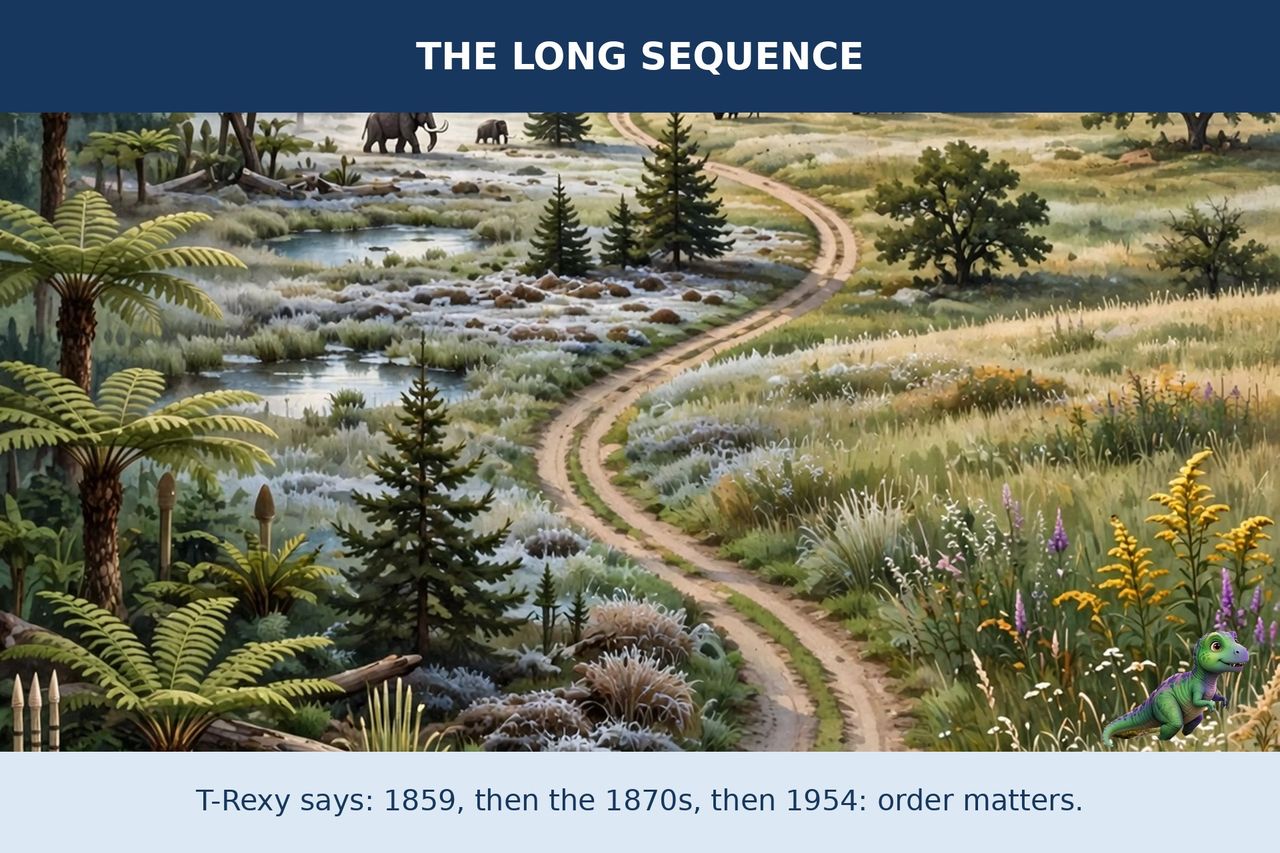 THE LONG SEQUENCE
T-Rexy says: 1859, then the 1870s, then 1954: order matters.